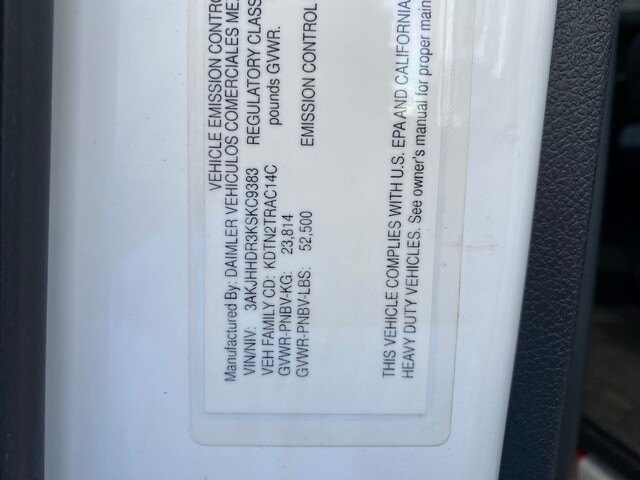 VEHICLE EMISSION CONTRO
Manufactured By: DAIMLER VEHICULOS COMERCIALES MEX
VIN/NIV: 3AKJHHDR3KSKC9383 REGULATORY CLASS
VEH FAMILY CD: KDTN2TRAC14C pounds GVWR.
GVWR-PNBV-KG: 23,814
GVWR-PNBV-LBS: 52,500 EMISSION CONTROL
THIS VEHICLE COMPLIES WITH U.S. EPA AND CALIFORNIA
HEAVY DUTY VEHICLES. See owner's manual for proper main